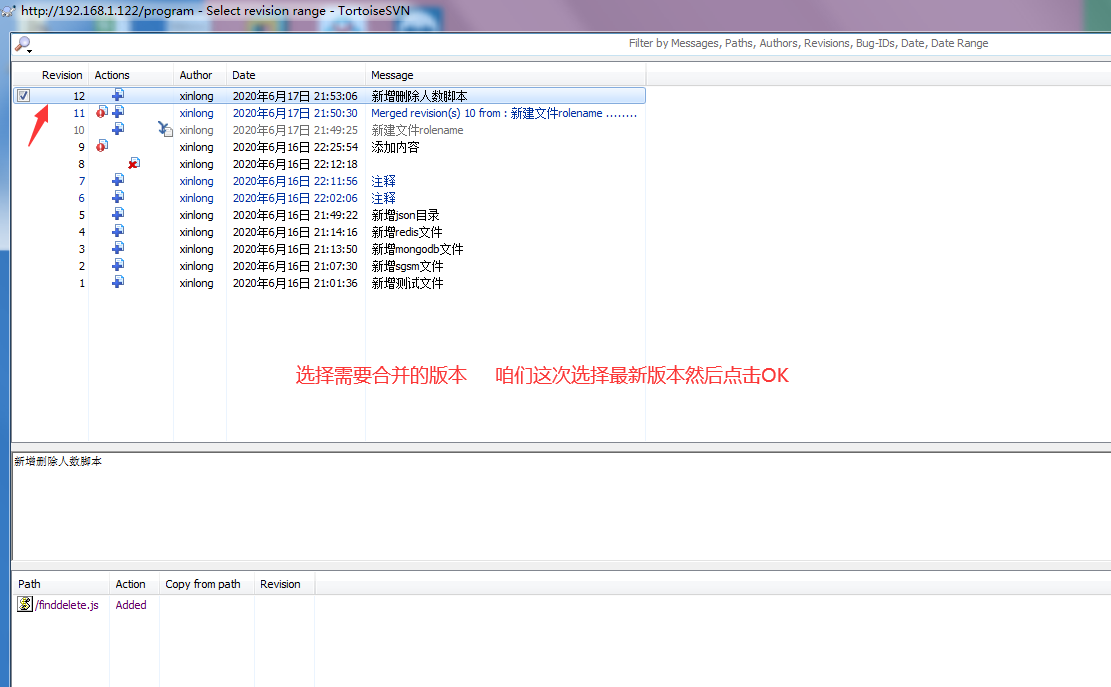 http://192.168.1.122/program - Select revision range - TortoiseSVN
Filter by Messages, Paths, Authors, Revisions, Bug-IDs, Date, Date Range
Revision Actions Author Date Message
12 xinlong 2020年6月17日 21:53:06 新增删除人数脚本
11 xinlong 2020年6月17日 21:50:30 Merged revision(s) 10 from : 新建文件rolename ........
10 xinlong 2020年6月17日 21:49:25 新建文件rolename
9 xinlong 2020年6月16日 22:25:54 添加内容
8 xinlong 2020年6月16日 22:12:18
7 xinlong 2020年6月16日 22:11:56 注释
6 xinlong 2020年6月16日 22:02:06 注释
5 xinlong 2020年6月16日 21:49:22 新增json目录
4 xinlong 2020年6月16日 21:14:16 新增redis文件
3 xinlong 2020年6月16日 21:13:50 新增mongodb文件
2 xinlong 2020年6月16日 21:07:30 新增sgsm文件
1 xinlong 2020年6月16日 21:01:36 新增测试文件
选择需要合并的版本 咱们这次选择最新版本然后点击OK
新增删除人数脚本
Path Action Copy from path Revision
/finddelete.js Added